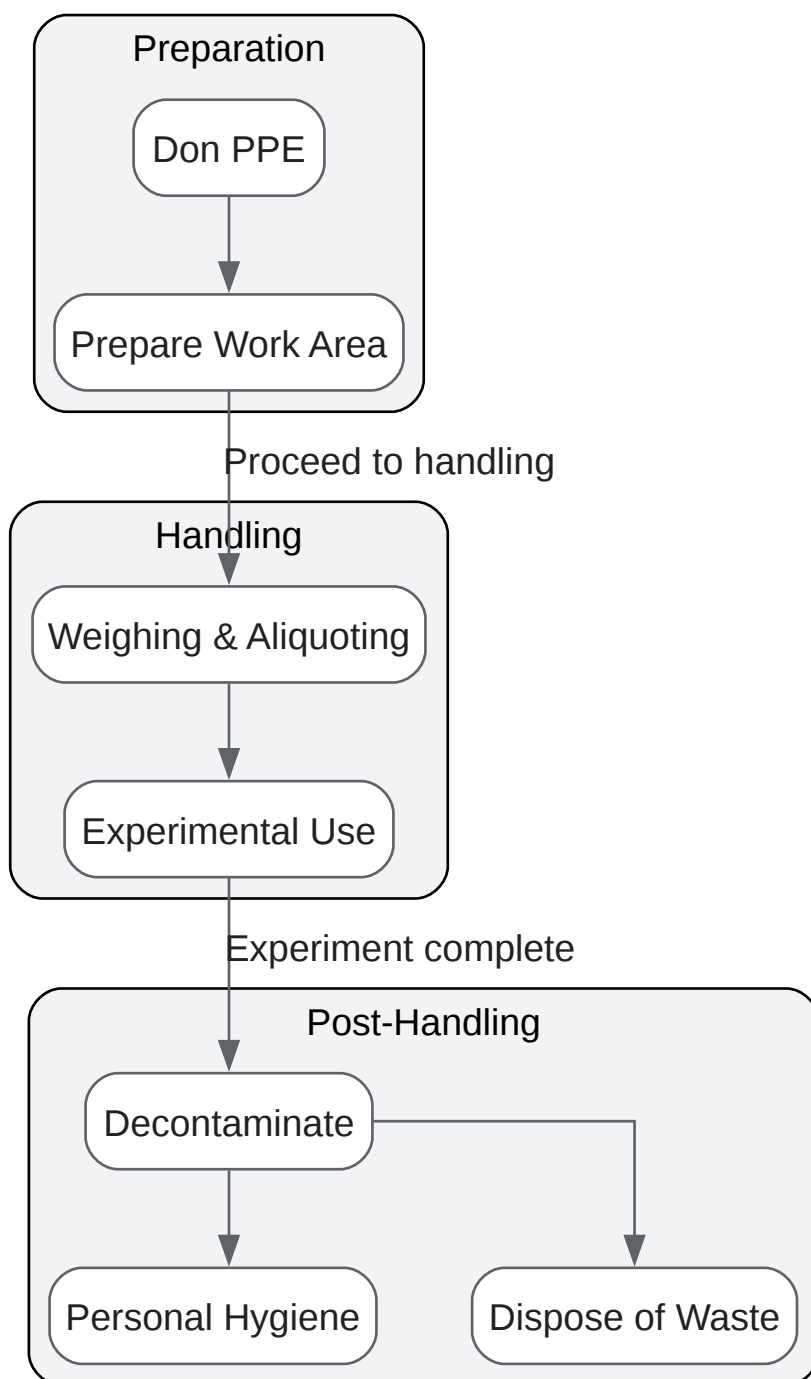 Preparation
Don PPE
Prepare Work Area
Proceed to handling
Handling
Weighing & Aliquoting
Experimental Use
Experiment complete
Post-Handling
Decontaminate
Personal Hygiene
Dispose of Waste